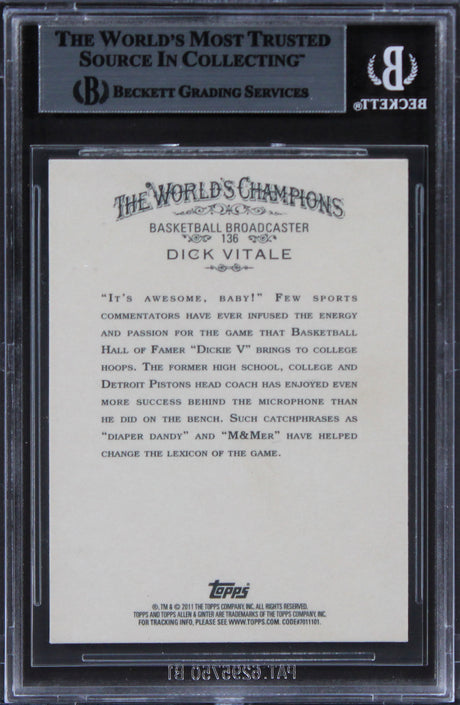 The World's Most Trusted
Source In Collecting™
B Beckett Grading Services
B
BECKETT®
The World's Champions
Basketball Broadcaster
136
Dick Vitale
"It's awesome, baby!" Few sports
commentators have ever infused the energy
and passion for the game that Basketball
Hall of Famer "Dickie V" brings to college
hoops. The former high school, college and
Detroit Pistons head coach has enjoyed even
more success behind the microphone than
he did on the bench. Such catchphrases as
"diaper dandy" and "M&Mer" have helped
change the lexicon of the game.
Topps
®, TM & © 2011 THE TOPPS COMPANY, INC. ALL RIGHTS RESERVED.
TOPPS AND TOPPS ALLEN & GINTER ARE TRADEMARKS OF THE TOPPS COMPANY, INC.
FOR TRACKING INFO, PLEASE SEE WWW.TOPPS.COM. CODE#7011101.
PAT. 6295750 B1